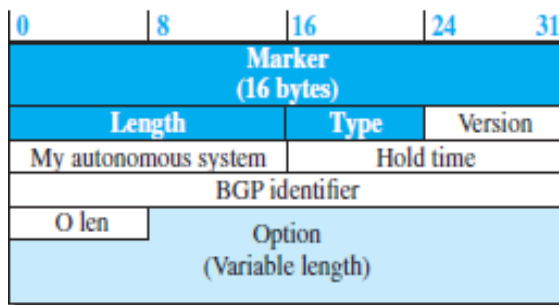 0 8 16 24 31
Marker
(16 bytes)
Length Type Version
My autonomous system Hold time
BGP identifier
O len
Option
(Variable length)